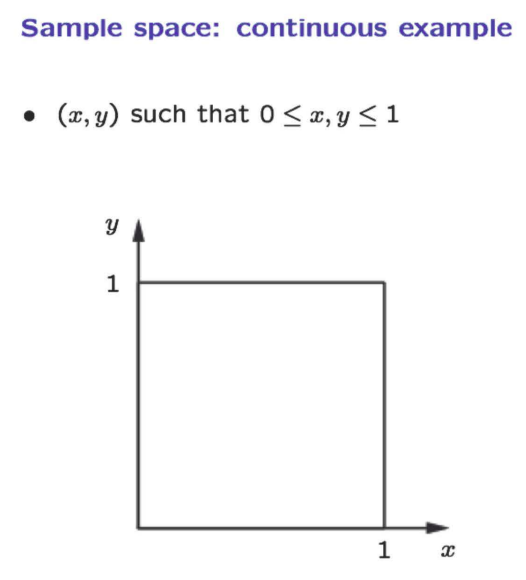 Sample space: continuous example
• (x, y) such that 0 ≤ x, y ≤ 1
y
1
1 x